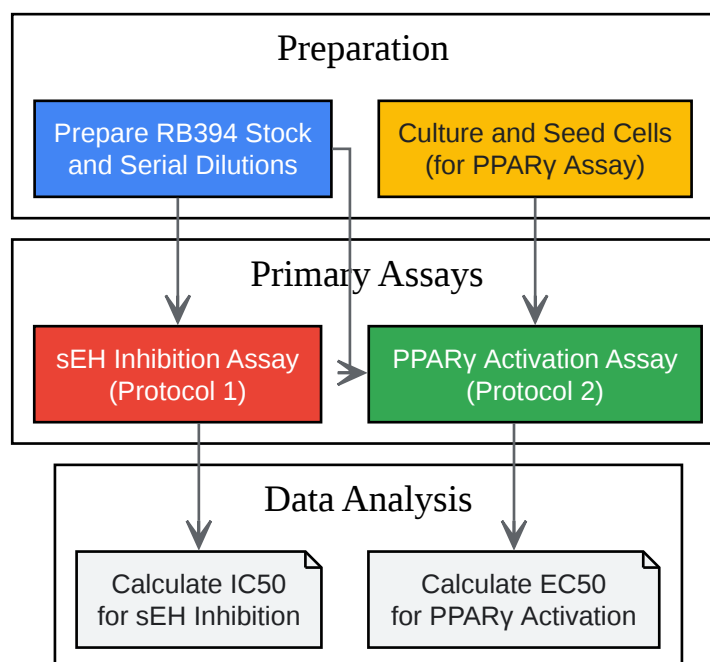 Preparation
Prepare RB394 Stock
and Serial Dilutions
Culture and Seed Cells
(for PPARγ Assay)
Primary Assays
sEH Inhibition Assay
(Protocol 1)
PPARγ Activation Assay
(Protocol 2)
Data Analysis
Calculate IC50
for sEH Inhibition
Calculate EC50
for PPARγ Activation